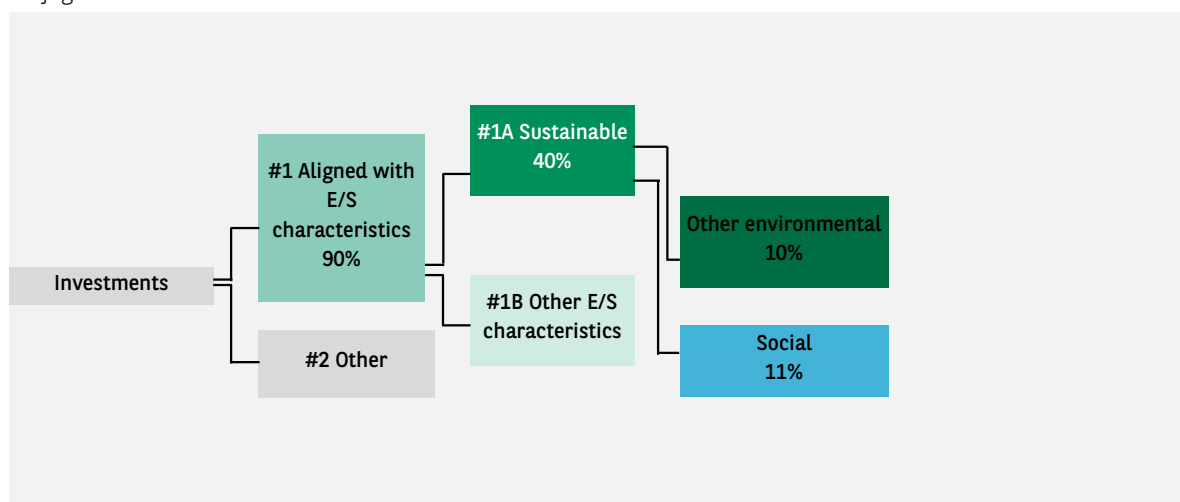 Investments
#1 Aligned with
E/S
characteristics
90%
#2 Other
#1A Sustainable
40%
#1B Other E/S
characteristics
Other environmental
10%
Social
11%